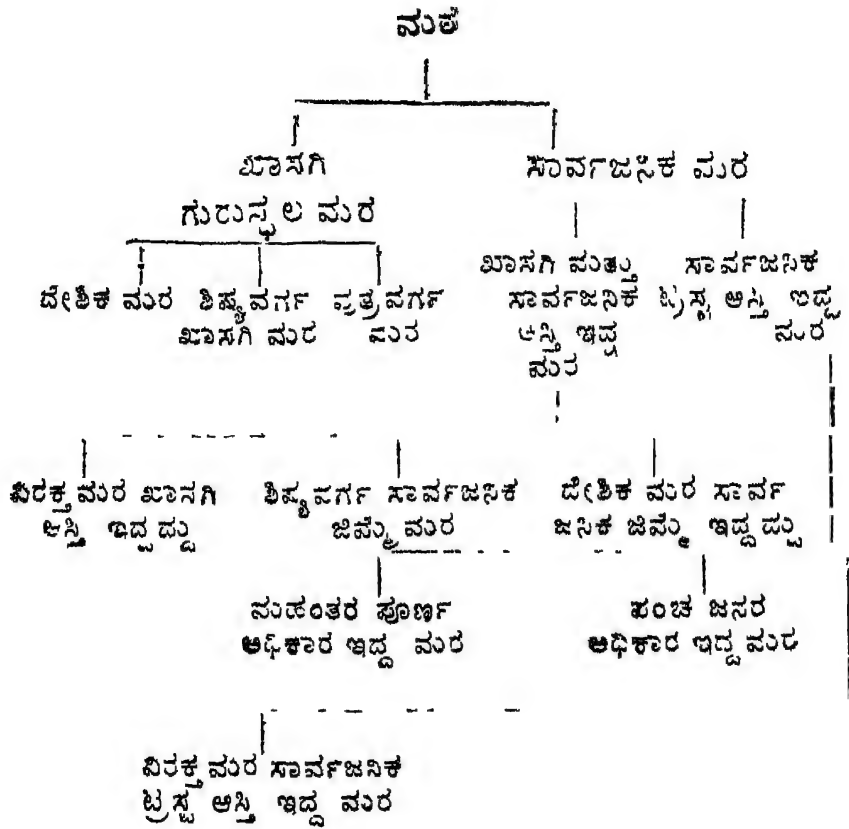 ಮಠ
ಖಾಸಗಿ
ಗುರುಸ್ಥಲ ಮಠ
ಸಾರ್ವಜನಿಕ ಮಠ
ದೇಶಿಕ ಮಠ
ಶಿಷ್ಯವರ್ಗ
ಖಾಸಗಿ ಮಠ
ಪುತ್ರವರ್ಗ
ಮಠ
ಖಾಸಗಿ ಮತ್ತು
ಸಾರ್ವಜನಿಕ
ಆಸ್ತಿ ಇದ್ದ
ಮಠ
ಸಾರ್ವಜನಿಕ
ಟ್ರಸ್ಟ ಆಸ್ತಿ ಇದ್ದ
ಮಠ
ವಿರಕ್ತ ಮಠ ಖಾಸಗಿ
ಆಸ್ತಿ ಇದ್ದದ್ದು
ಶಿಷ್ಯವರ್ಗ ಸಾರ್ವಜನಿಕ
ಜಿಮ್ಮೆ ಮಠ
ದೇಶಿಕ ಮಠ ಸಾರ್ವ
ಜನಿಕ ಜಿಮ್ಮೆ ಇದ್ದದ್ದು
ಮಹಂತರ ಪೂರ್ಣ
ಅಧಿಕಾರ ಇದ್ದ ಮಠ
ಪಂಚ ಜನರ
ಅಧಿಕಾರ ಇದ್ದ ಮಠ
ವಿರಕ್ತ ಮಠ ಸಾರ್ವಜನಿಕ
ಟ್ರಸ್ಟ ಆಸ್ತಿ ಇದ್ದ ಮಠ